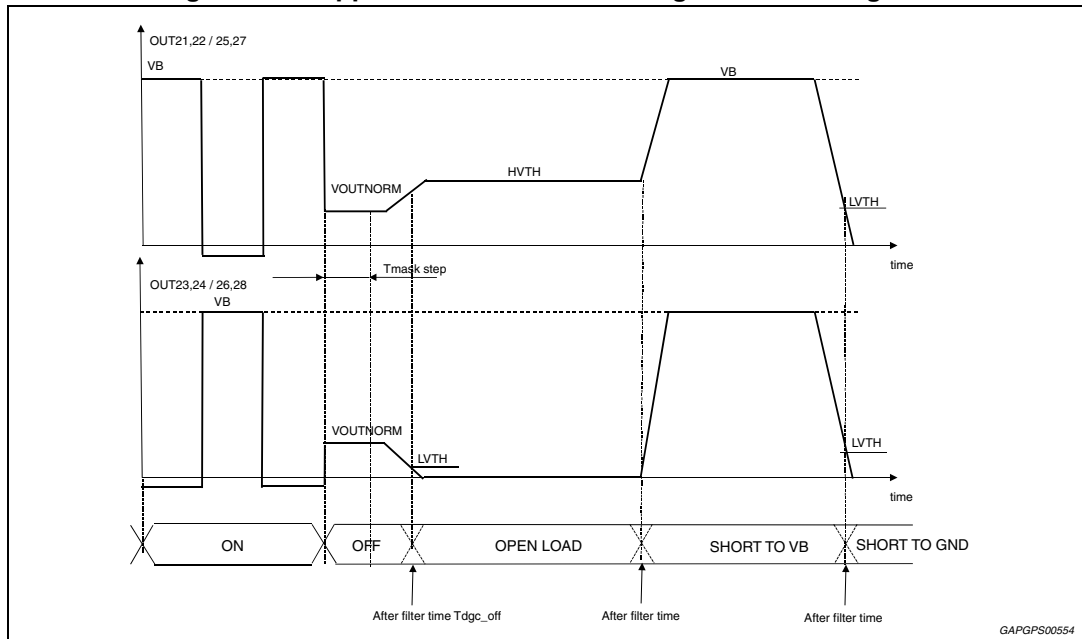 OUT21,22 / 25,27
VB
VB
HVTH
VOUTNORM
LVTH
time
Tmask step
OUT23,24 / 26,28
VB
VOUTNORM
LVTH
LVTH
time
ON
OFF
OPEN LOAD
SHORT TO VB
SHORT TO GND
After filter time Tdgc_off
After filter time
After filter time
GAPGPS00554